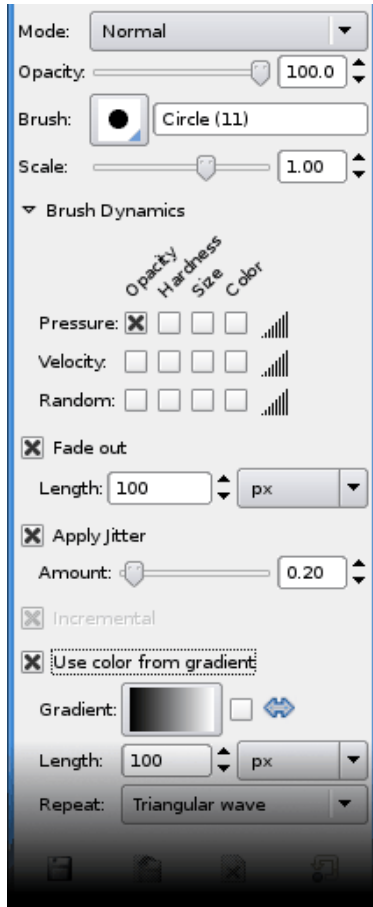 Mode: Normal
Opacity: 100.0
Brush: Circle (11)
Scale: 1.00
Brush Dynamics
Opacity Hardness Size Color
Pressure:
Velocity:
Random:
Fade out
Length: 100 px
Apply Jitter
Amount: 0.20
Incremental
Use color from gradient
Gradient:
Length: 100 px
Repeat: Triangular wave